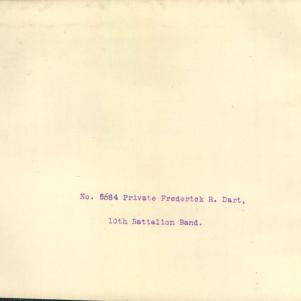 No. 5684 Private Frederick R. Dart,
10th Battalion Band.